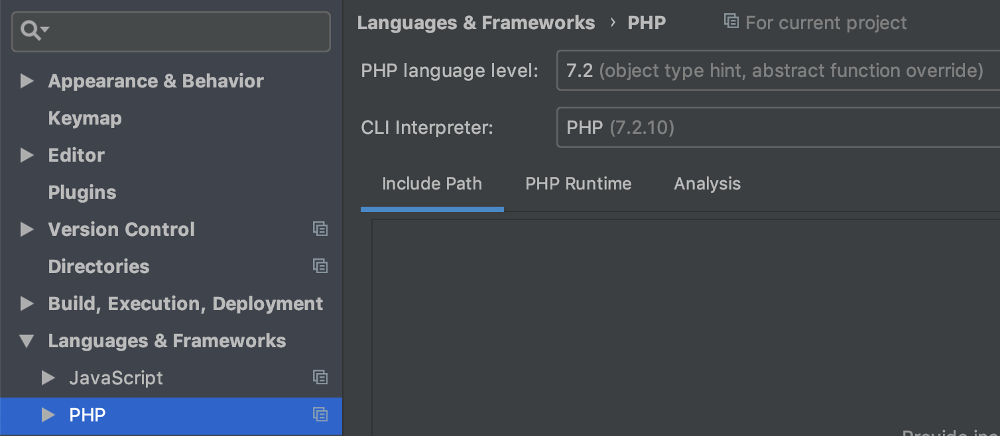 Appearance & Behavior
Keymap
Editor
Plugins
Version Control
Directories
Build, Execution, Deployment
Languages & Frameworks
JavaScript
PHP
Languages & Frameworks › PHP
For current project
PHP language level: 7.2 (object type hint, abstract function override)
CLI Interpreter: PHP (7.2.10)
Include Path
PHP Runtime
Analysis